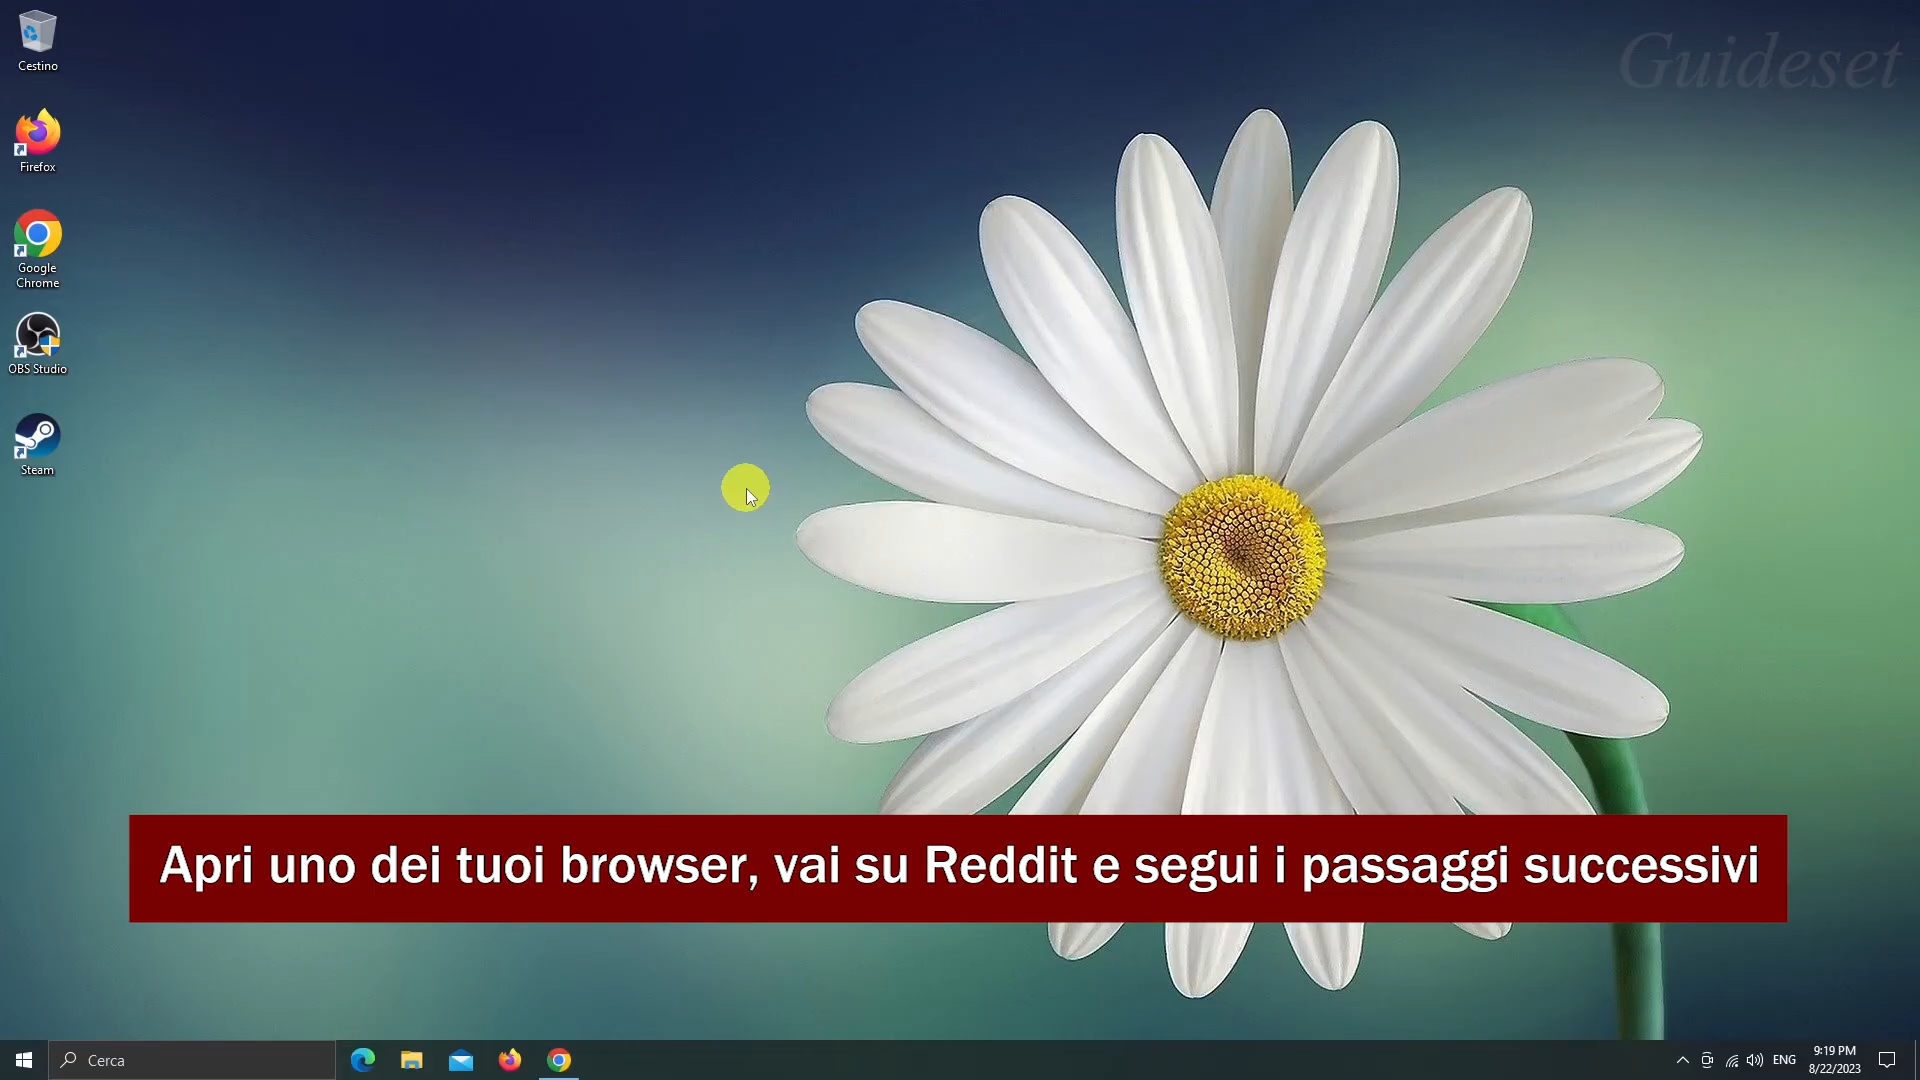 Guideset
Cestino
Firefox
Google
Chrome
OBS Studio
Steam
Apri uno dei tuoi browser, vai su Reddit e segui i passaggi successivi
Cerca
ENG
9:19 PM
8/22/2023